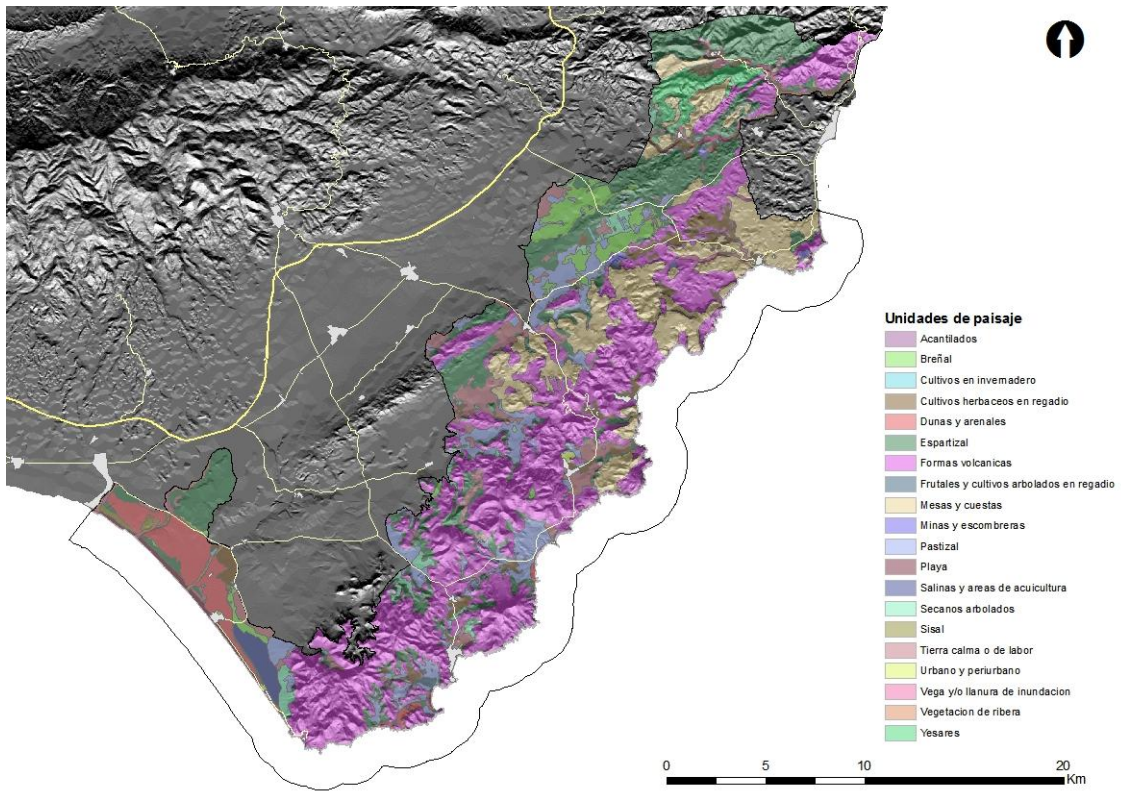 Unidades de paisaje
Acantilados
Breñal
Cultivos en invernadero
Cultivos herbaceos en regadio
Dunas y arenales
Espartizal
Formas volcanicas
Frutales y cultivos arbolados en regadio
Mesas y cuestas
Minas y escombreras
Pastizal
Playa
Salinas y areas de acuicultura
Secanos arbolados
Sisal
Tierra calma o de labor
Urbano y periurbano
Vega y/o llanura de inundacion
Vegetacion de ribera
Yesares
0 5 10 20
Km